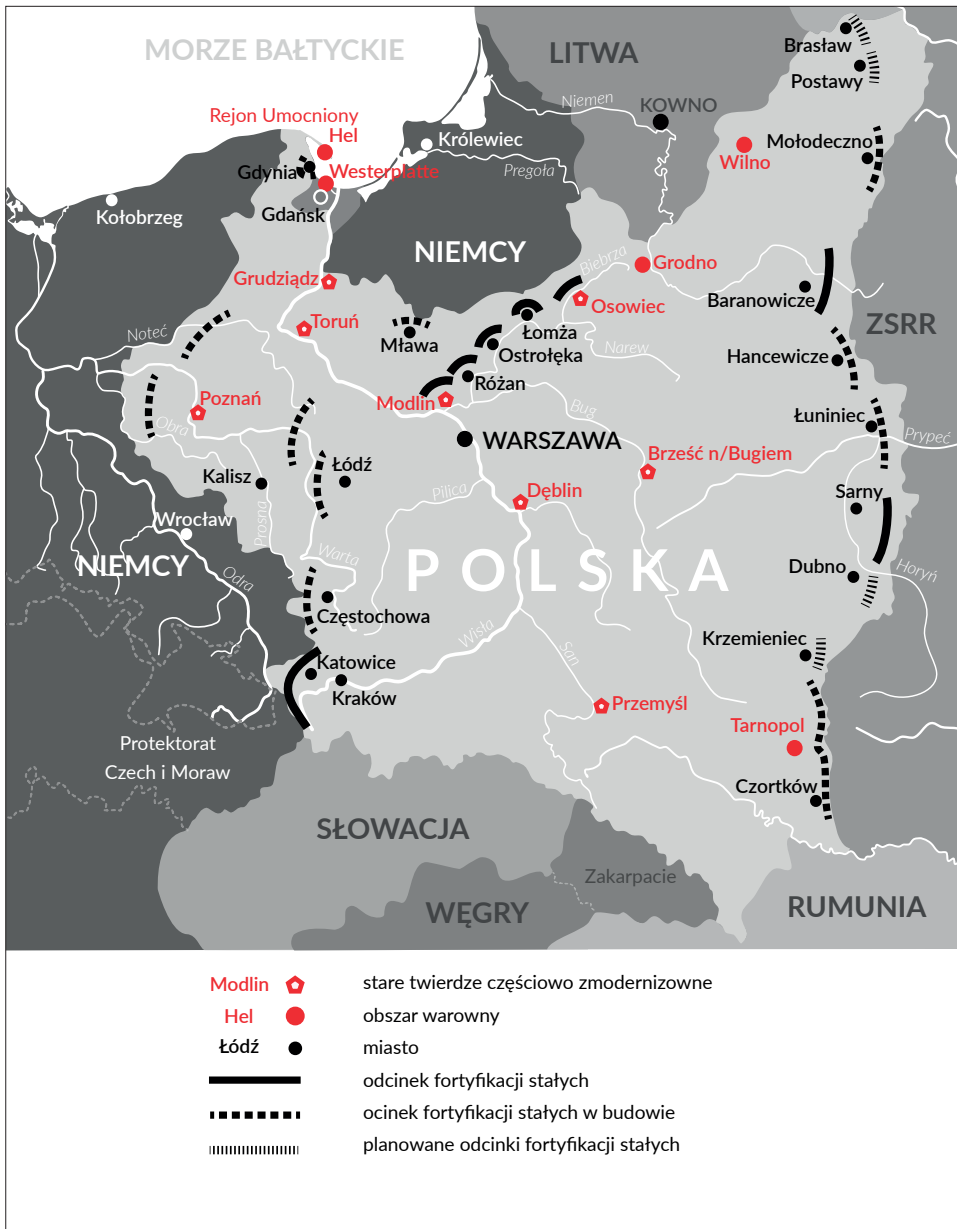 MORZE BAŁTYCKIE
LITWA
Brasław
Postawy
Niemen
KOWNO
Rejon Umocniony
Hel
Królewiec
Wilno
Mołodeczno
Gdynia
Westerplatte
Pregoła
Kołobrzeg
Gdańsk
NIEMCY
Biebrza
Grodno
Grudziądz
Osowiec
Baranowicze
ZSRR
Toruń
Noteć
Mława
Łomża
Ostrołęka
Narew
Hancewicze
Różan
Poznań
Modlin
Bug
Łuniniec
Obra
WARSZAWA
Prypeć
Brześć n/Bugiem
Kalisz
Łódź
Pilica
Dęblin
Sarny
Prosna
Wrocław
NIEMCY
Warta
POLSKA
Dubno
Horyń
Odra
Częstochowa
Wisła
Krzemieniec
San
Katowice
Kraków
Przemyśl
Tarnopol
Protektorat
Czech i Moraw
Czortków
SŁOWACJA
Zakarpacie
WĘGRY
RUMUNIA
Modlin stare twierdze częściowo zmodernizowne
Hel obszar warowny
Łódź miasto
odcinek fortyfikacji stałych
ocinek fortyfikacji stałych w budowie
planowane odcinki fortyfikacji stałych